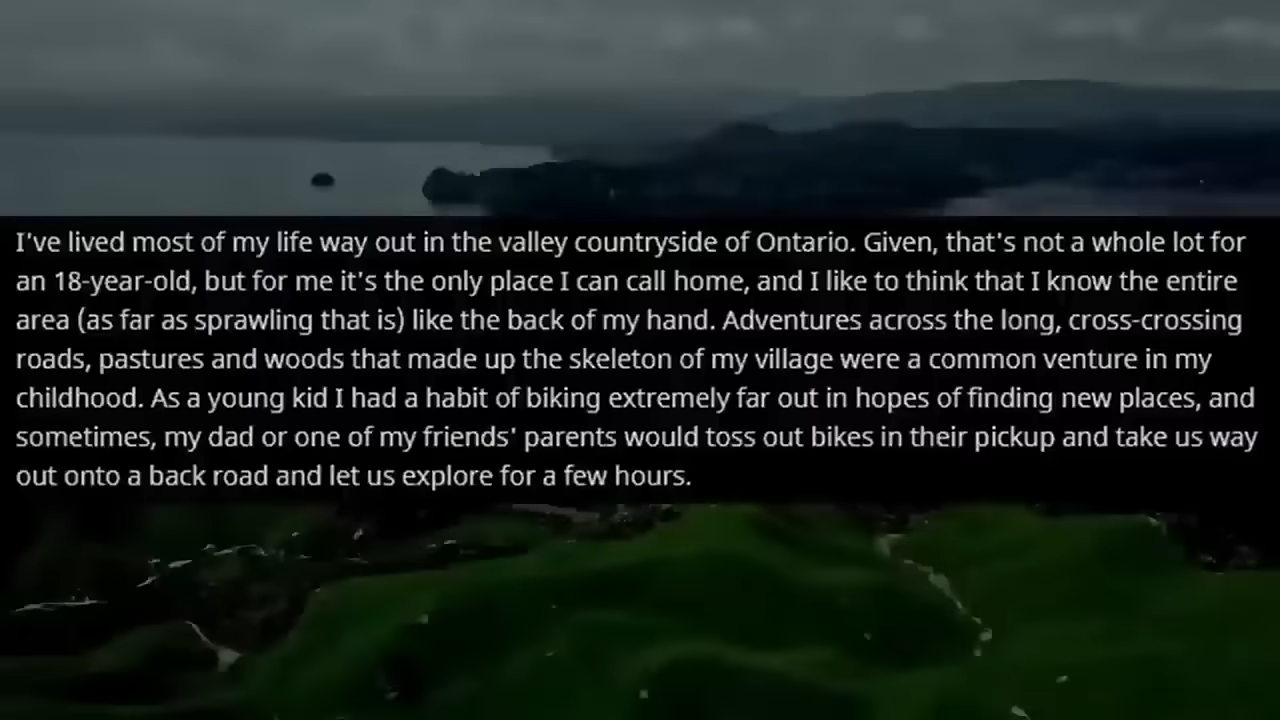 I've lived most of my life way out in the valley countryside of Ontario. Given, that's not a whole lot for
an 18-year-old, but for me it's the only place I can call home, and I like to think that I know the entire
area (as far as sprawling that is) like the back of my hand. Adventures across the long, cross-crossing
roads, pastures and woods that made up the skeleton of my village were a common venture in my
childhood. As a young kid I had a habit of biking extremely far out in hopes of finding new places, and
sometimes, my dad or one of my friends' parents would toss out bikes in their pickup and take us way
out onto a back road and let us explore for a few hours.